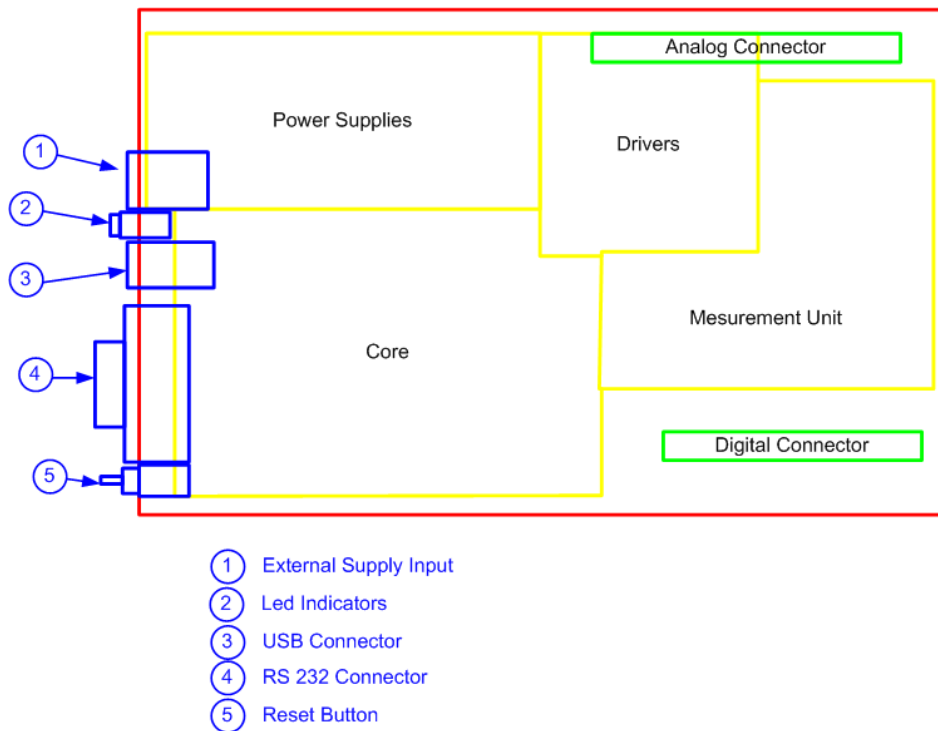 Analog Connector
Power Supplies
Drivers
1
2
3
Mesurement Unit
Core
4
Digital Connector
5
1 External Supply Input
2 Led Indicators
3 USB Connector
4 RS 232 Connector
5 Reset Button